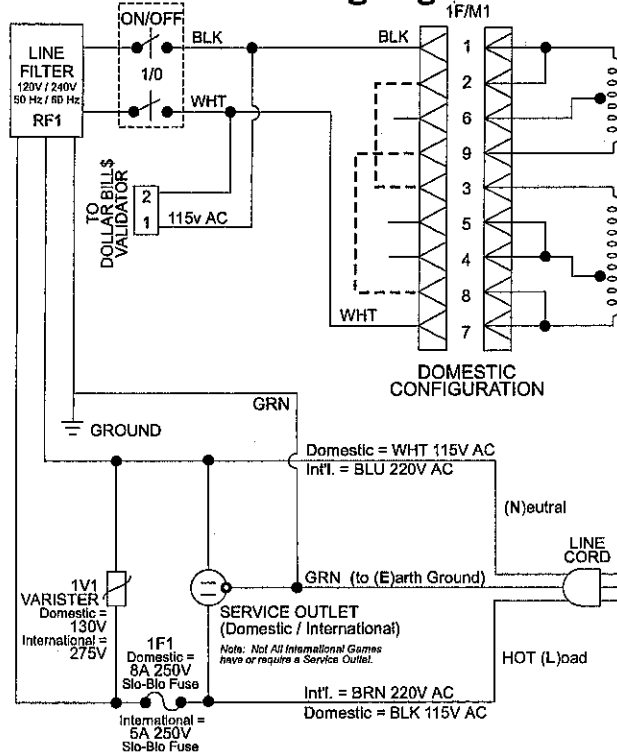 1F/M1
ON/OFF
LINE
FILTER
120V / 240V
50 Hz / 60 Hz
RF1
1/0
BLK
BLK
WHT
1
2
6
9
3
5
4
8
7
TO
DOLLAR BILL$
VALIDATOR
2
1
115v AC
WHT
DOMESTIC
CONFIGURATION
GRN
GROUND
Domestic = WHT 115V AC
Int'l. = BLU 220V AC
(N)eutral
LINE
CORD
GRN (to (E)arth Ground)
1V1
VARISTER
Domestic =
130V
International =
275V
SERVICE OUTLET
(Domestic / International)
Note: Not All International Games
have or require a Service Outlet.
HOT (L)oad
1F1
Domestic =
8A 250V
Slo-Blo Fuse
International =
5A 250V
Slo-Blo Fuse
Int'l. = BRN 220V AC
Domestic = BLK 115V AC